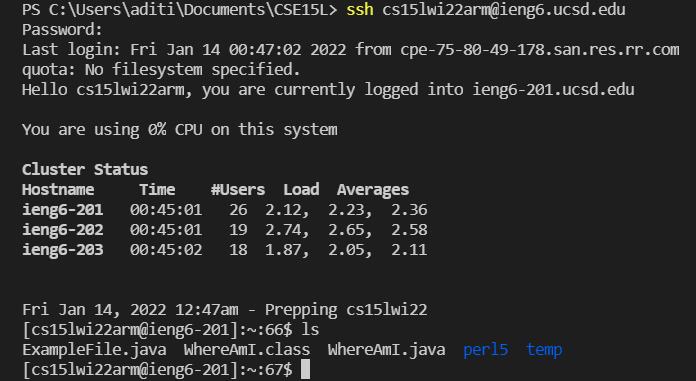 PS C:\Users\aditi\Documents\CSE15L> ssh cs15lwi22arm@ieng6.ucsd.edu
Password:
Last login: Fri Jan 14 00:47:02 2022 from cpe-75-80-49-178.san.res.rr.com
quota: No filesystem specified.
Hello cs15lwi22arm, you are currently logged into ieng6-201.ucsd.edu
You are using 0% CPU on this system
Cluster Status
Hostname     Time    #Users  Load  Averages
ieng6-201   00:45:01   26  2.12,  2.23,  2.36
ieng6-202   00:45:01   19  2.74,  2.65,  2.58
ieng6-203   00:45:02   18  1.87,  2.05,  2.11
Fri Jan 14, 2022 12:47am - Prepping cs15lwi22
[cs15lwi22arm@ieng6-201]:~:66$ ls
ExampleFile.java  WhereAmI.class  WhereAmI.java  perl5  temp
[cs15lwi22arm@ieng6-201]:~:67$